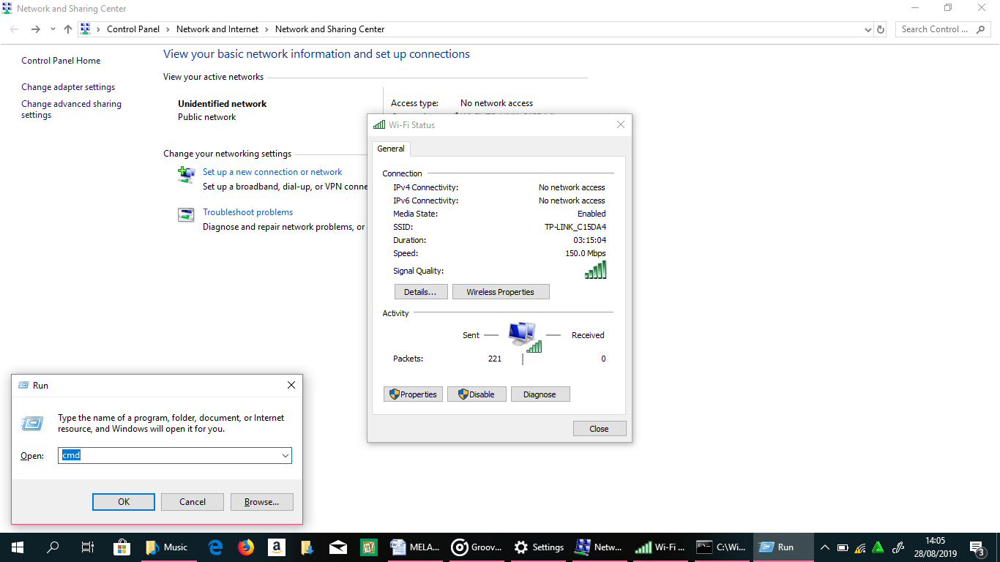 Network and Sharing Center
Control Panel > Network and Internet > Network and Sharing Center
Search Control ...
Control Panel Home
Change adapter settings
Change advanced sharing
settings
View your basic network information and set up connections
View your active networks
Unidentified network
Public network
Access type: No network access
Change your networking settings
Set up a new connection or network
Set up a broadband, dial-up, or VPN conne
Troubleshoot problems
Diagnose and repair network problems, or
Wi-Fi Status
General
Connection
IPv4 Connectivity: No network access
IPv6 Connectivity: No network access
Media State: Enabled
SSID: TP-LINK_C15DA4
Duration: 03:15:04
Speed: 150.0 Mbps
Signal Quality:
Details...
Wireless Properties
Activity
Sent
Received
Packets: 221 0
Properties
Disable
Diagnose
Close
Run
Type the name of a program, folder, document, or Internet
resource, and Windows will open it for you.
Open: cmd
OK
Cancel
Browse...
Music
MELA...
Groov...
Settings
Netw...
Wi-Fi ...
C:\Wi...
Run
14:05
28/08/2019
3